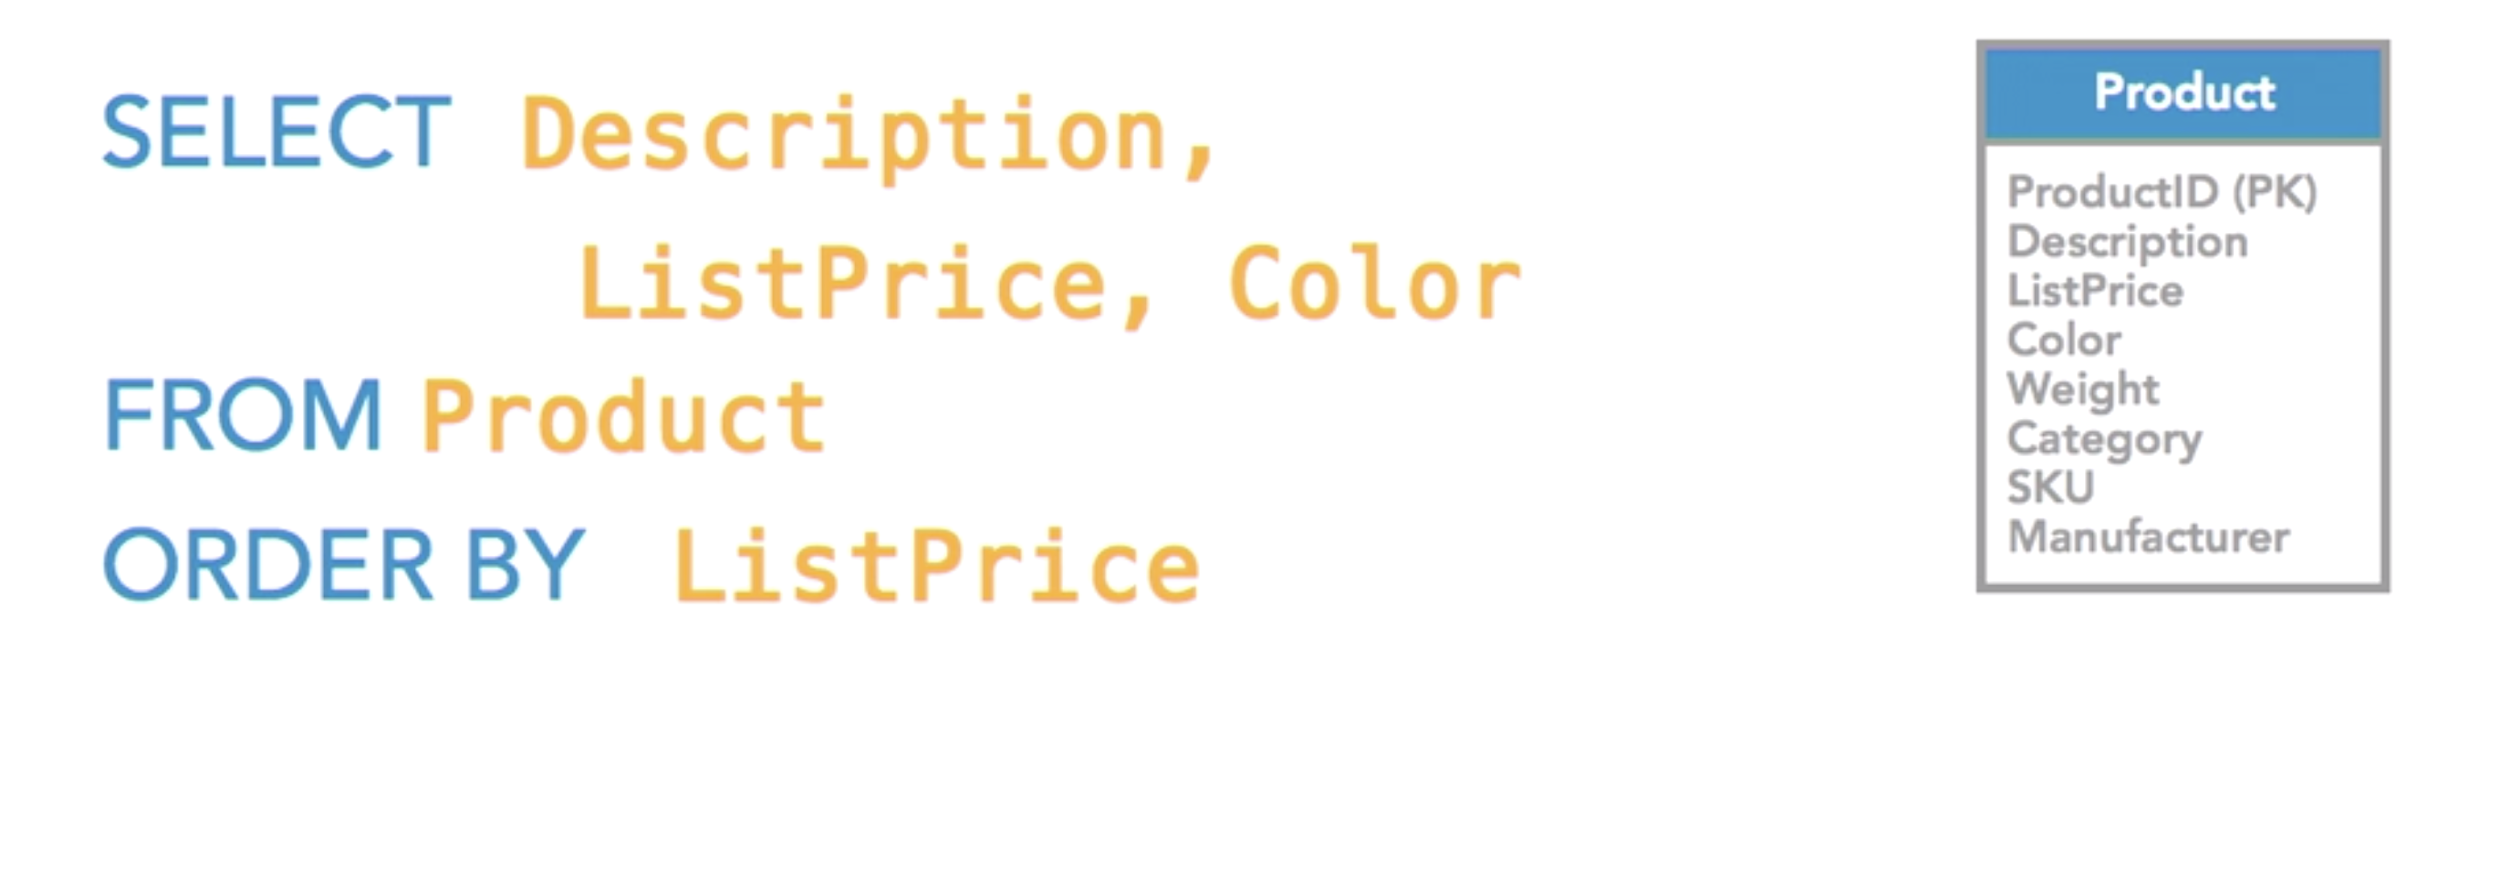 SELECT Description,
ListPrice, Color
FROM Product
ORDER BY ListPrice
Product
ProductID (PK)
Description
ListPrice
Color
Weight
Category
SKU
Manufacturer